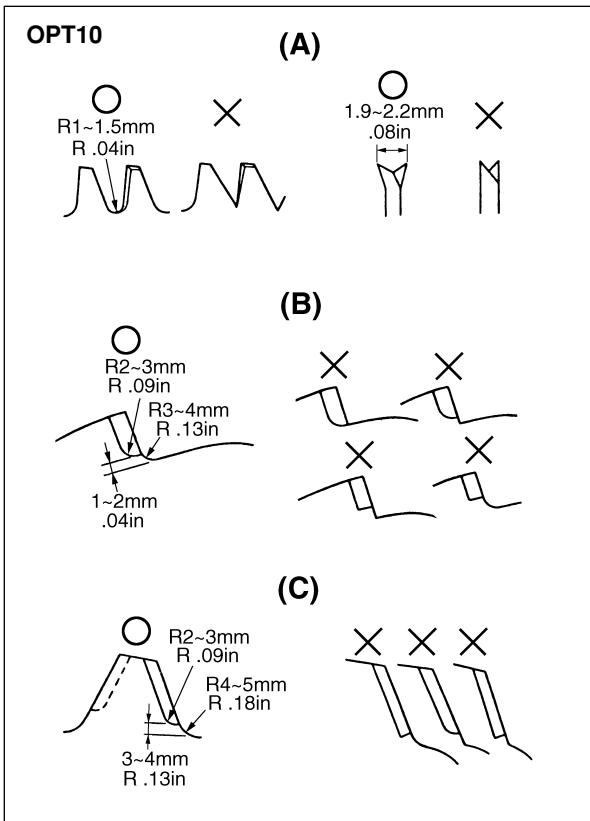 OPT10
(A)
R1~1.5mm
R .04in
1.9~2.2mm
.08in
(B)
R2~3mm
R .09in
R3~4mm
R .13in
1~2mm
.04in
(C)
R2~3mm
R .09in
R4~5mm
R .18in
3~4mm
R .13in